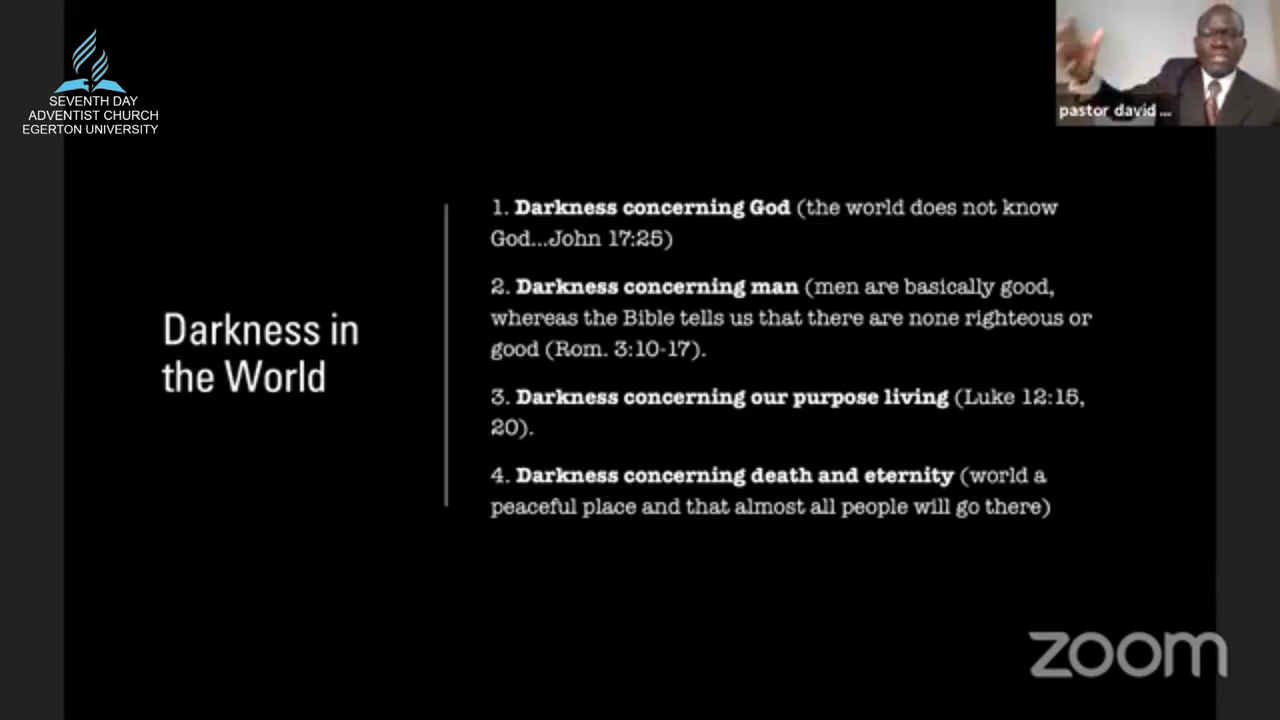 SEVENTH DAY
ADVENTIST CHURCH
EGERTON UNIVERSITY
pastor david ...
Darkness in
the World
1. Darkness concerning God (the world does not know
God...John 17:25)
2. Darkness concerning man (men are basically good,
whereas the Bible tells us that there are none righteous or
good (Rom. 3:10-17).
3. Darkness concerning our purpose living (Luke 12:15,
20).
4. Darkness concerning death and eternity (world a
peaceful place and that almost all people will go there)
zoom